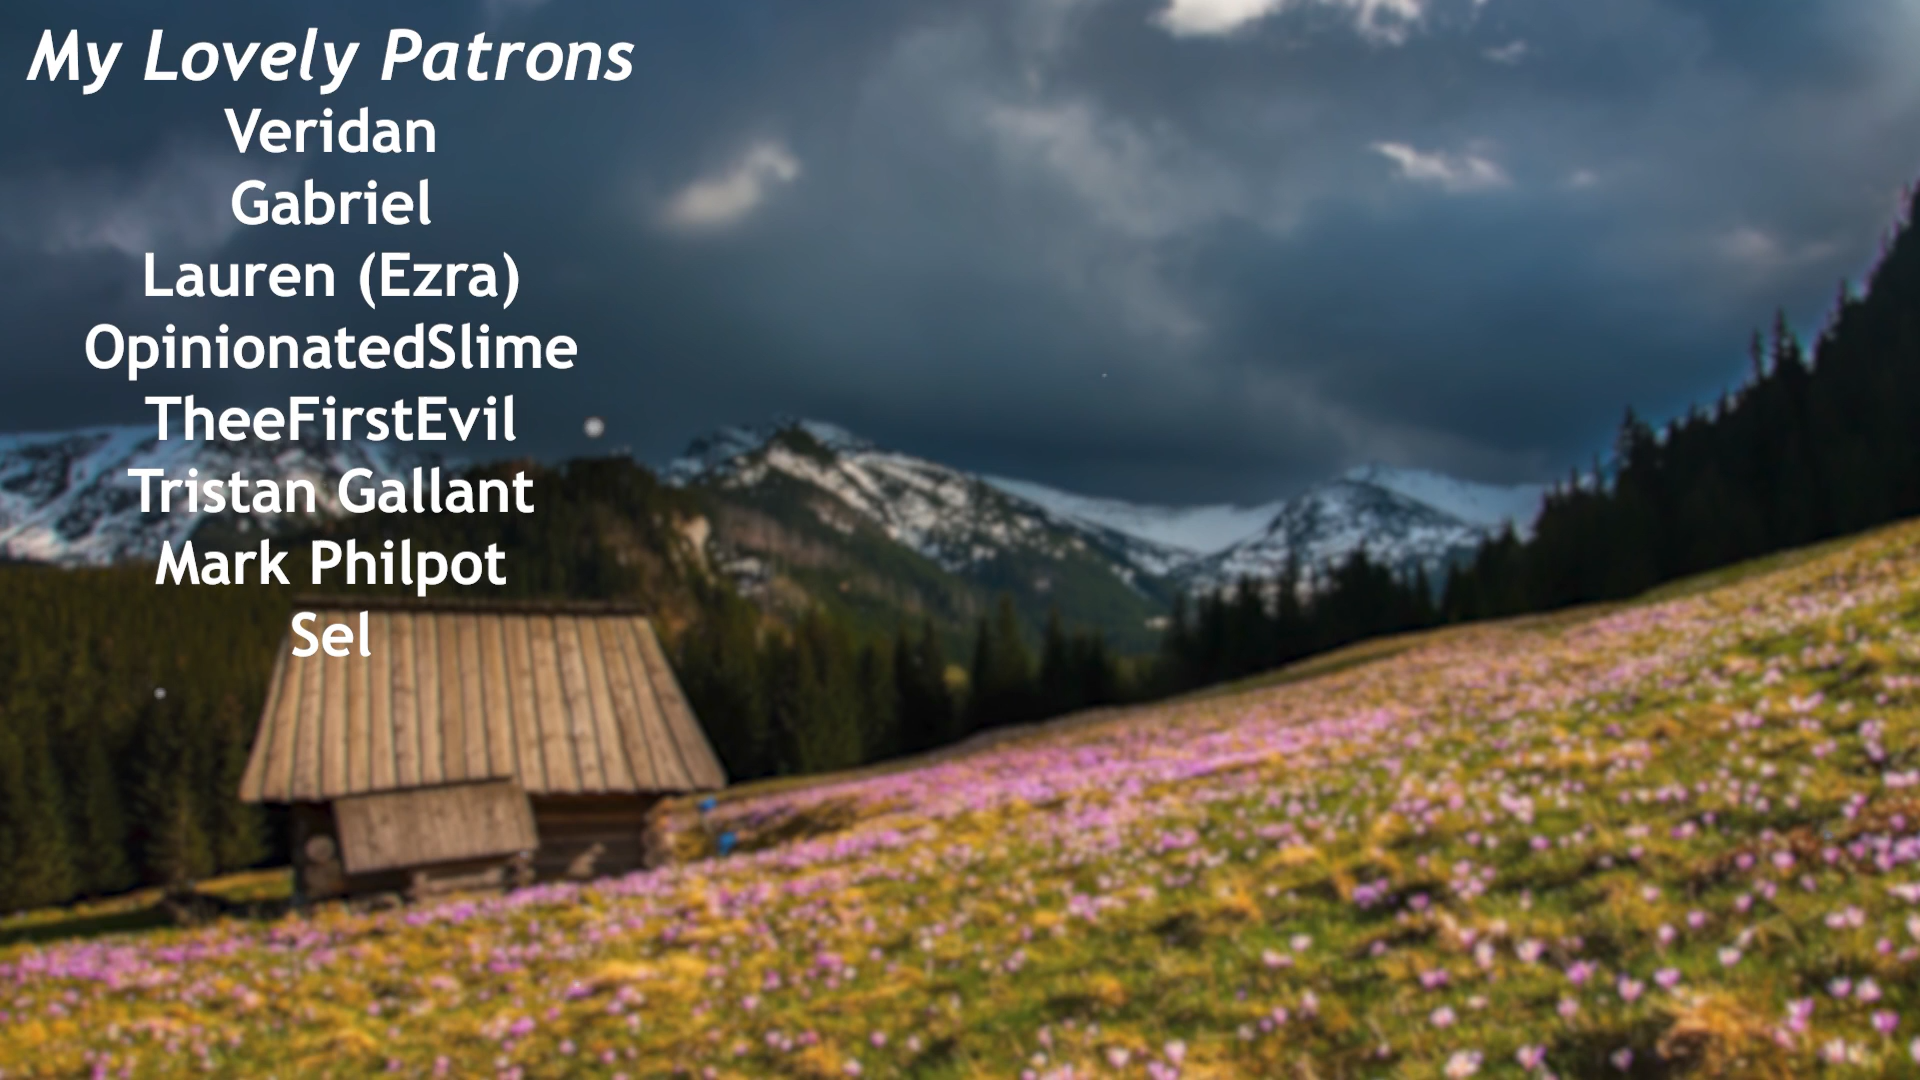 My Lovely Patrons
Veridan
Gabriel
Lauren (Ezra)
OpinionatedSlime
TheeFirstEvil
Tristan Gallant
Mark Philpot
Sel